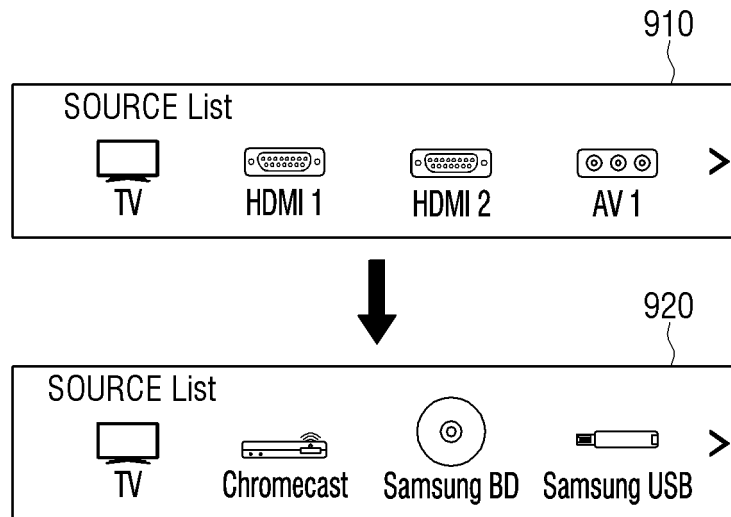 910
SOURCE List
TV HDMI 1 HDMI 2 AV 1 >
920
SOURCE List
TV Chromecast Samsung BD Samsung USB >